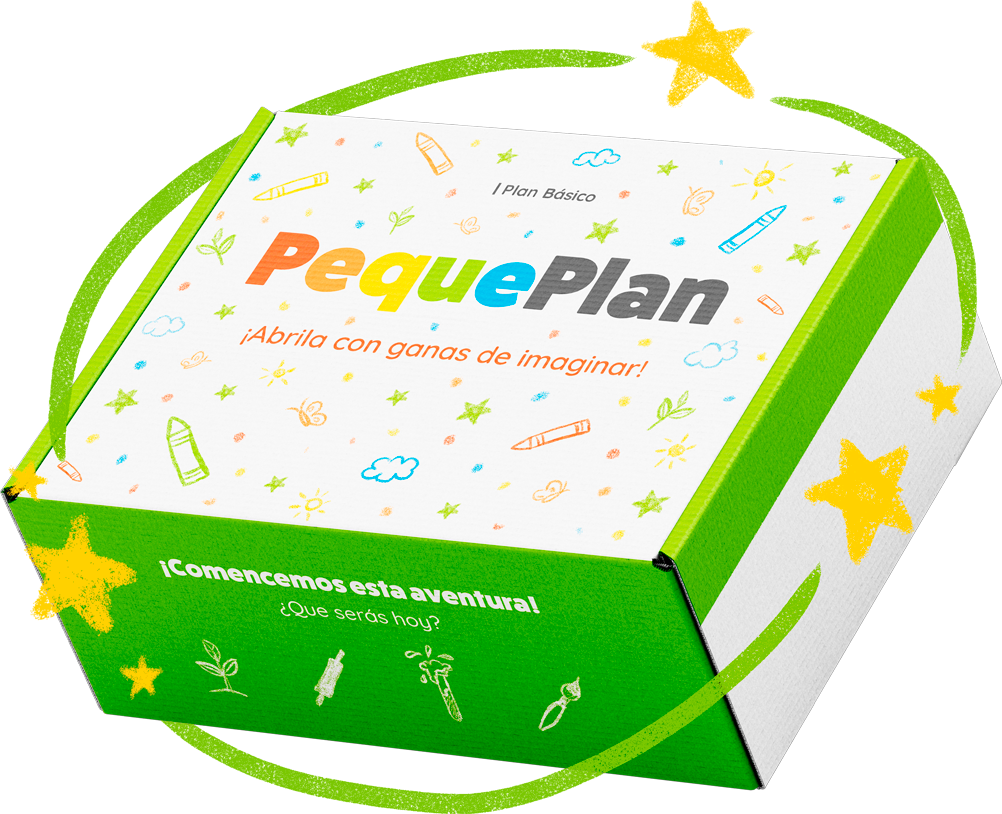 | Plan Básico
PequePlan
¡Abrila con ganas de imaginar!
¡Comencemos esta aventura!
¿Que serás hoy?